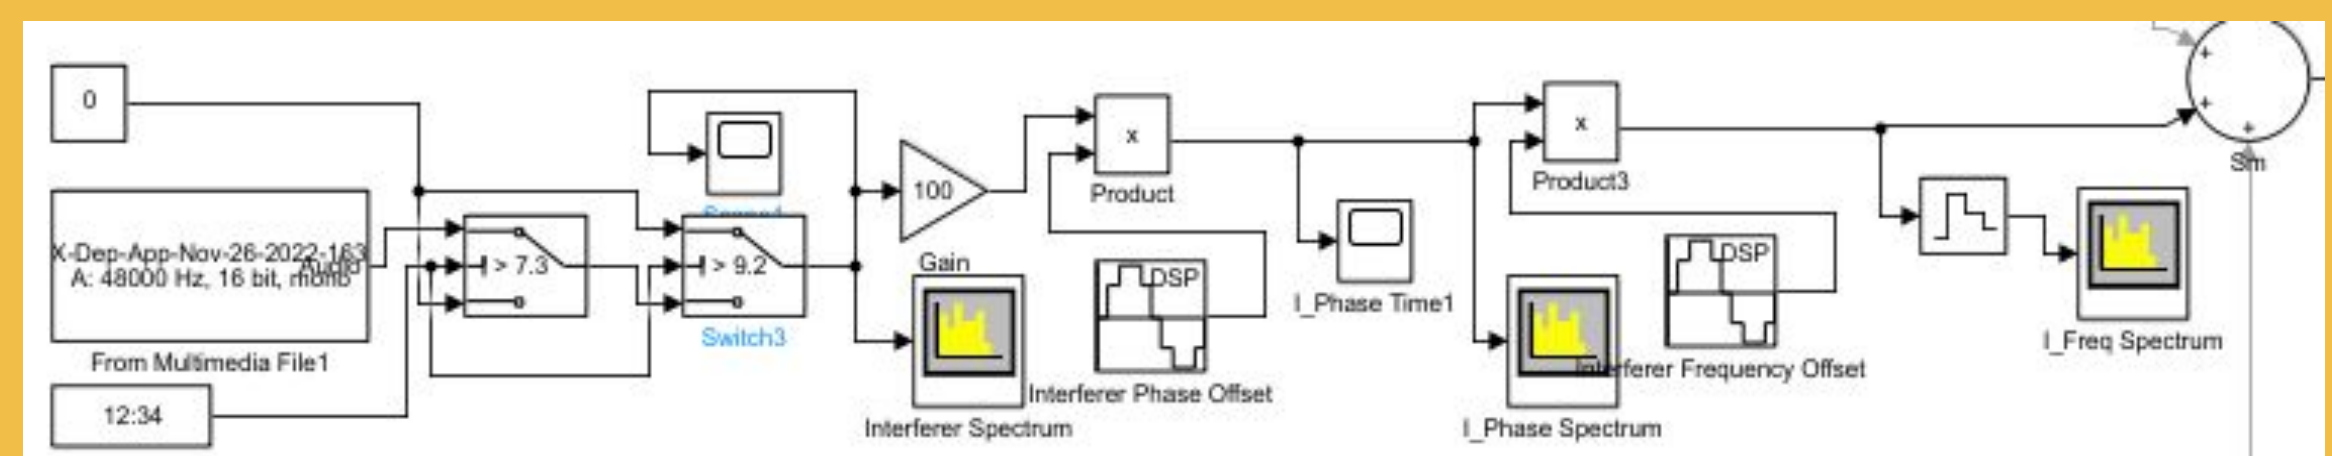 0
X-Dep-App-Nov-26-2022-163
Audio
A: 48000 Hz, 16 bit, mono
From Multimedia File1
12:34
> 7.3
> 9.2
Switch3
100
Gain
Interferer Spectrum
x
Product
DSP
Interferer Phase Offset
I_Phase Time1
x
Product3
I_Phase Spectrum
DSP
Interferer Frequency Offset
I_Freq Spectrum
+
+
+